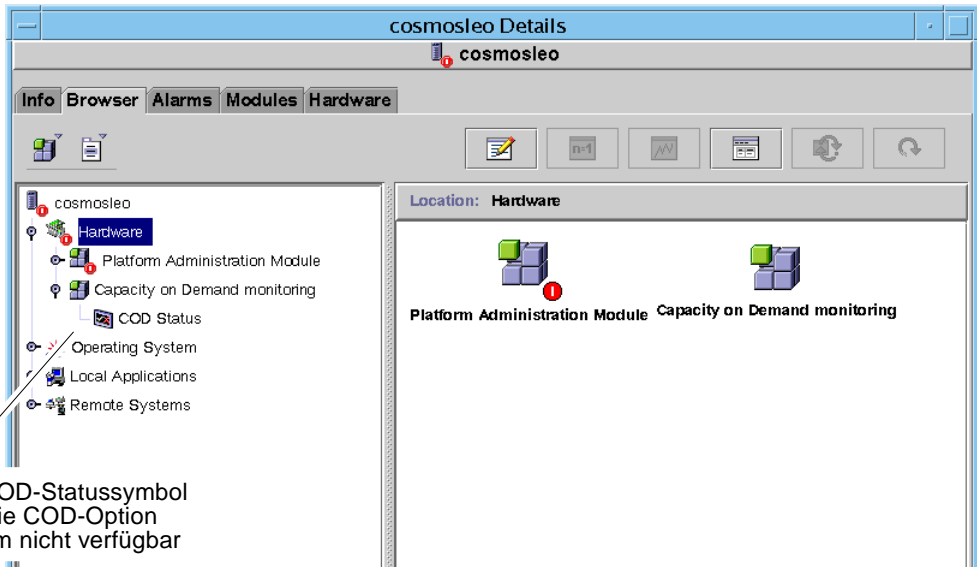 cosmosleo Details
cosmosleo
Info Browser Alarms Modules Hardware
n=1
cosmosleo
Hardware
Platform Administration Module
Capacity on Demand monitoring
COD Status
Operating System
Local Applications
Remote Systems
Location: Hardware
Platform Administration Module Capacity on Demand monitoring
OD-Statussymbol
ie COD-Option
m nicht verfügbar